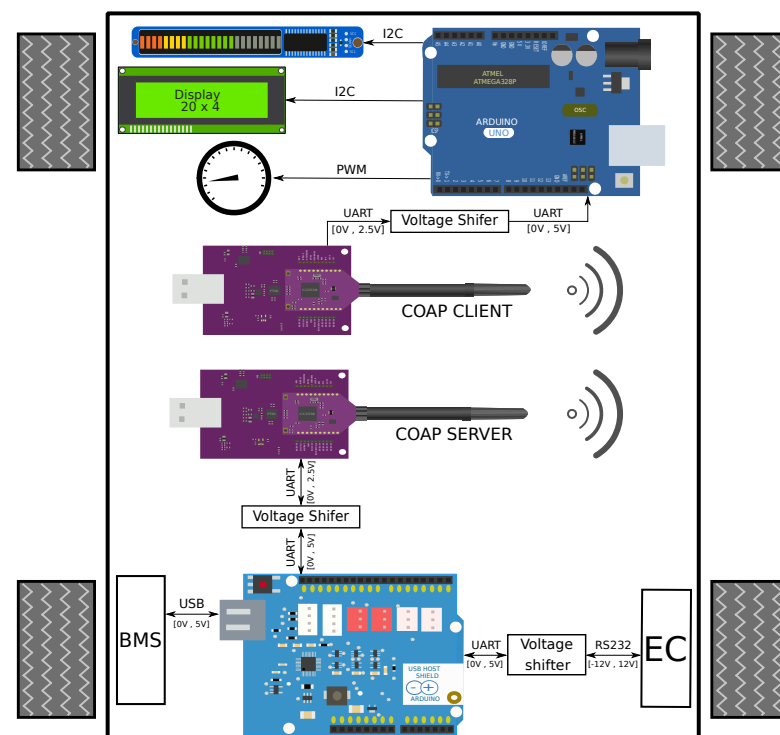 I2C
Display
20 x 4
I2C
PWM
ATMEL
ATMEGA328P
OSC
ARDUINO
UNO
UART
[0V , 2.5V]
Voltage Shifer
UART
[0V , 5V]
COAP CLIENT
COAP SERVER
UART
[0V , 2.5V]
Voltage Shifer
UART
[0V , 5V]
BMS
USB
[0V , 5V]
USB HOST
SHIELD
ARDUINO
UART
[0V , 5V]
Voltage
shifter
RS232
[-12V , 12V]
EC